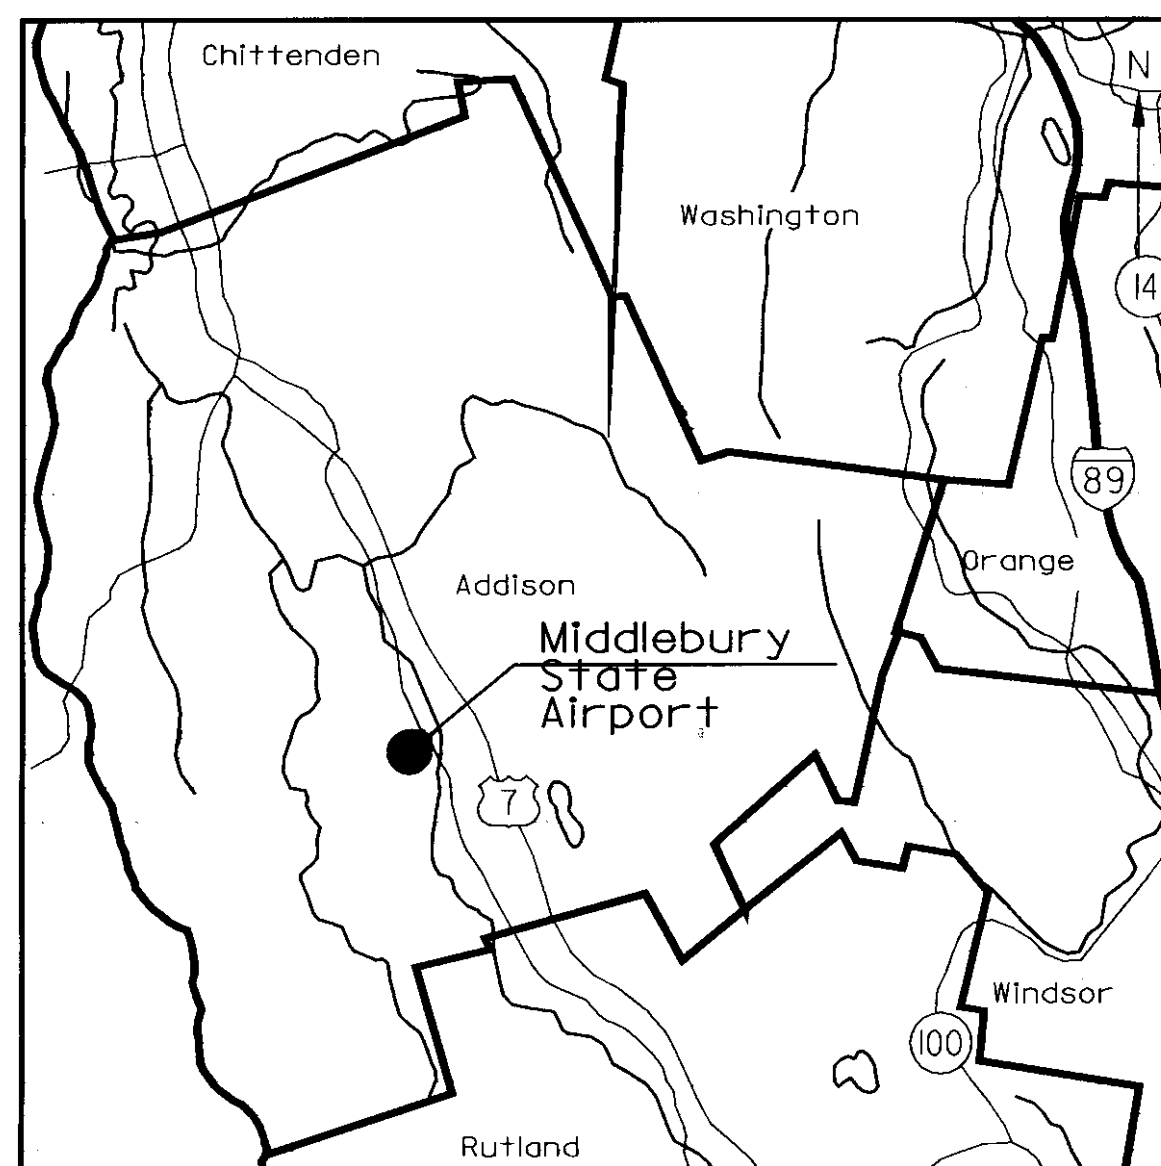 Chittenden
N
Washington
14
89
Orange
Addison
Middlebury
State
Airport
7
Windsor
100
Rutland